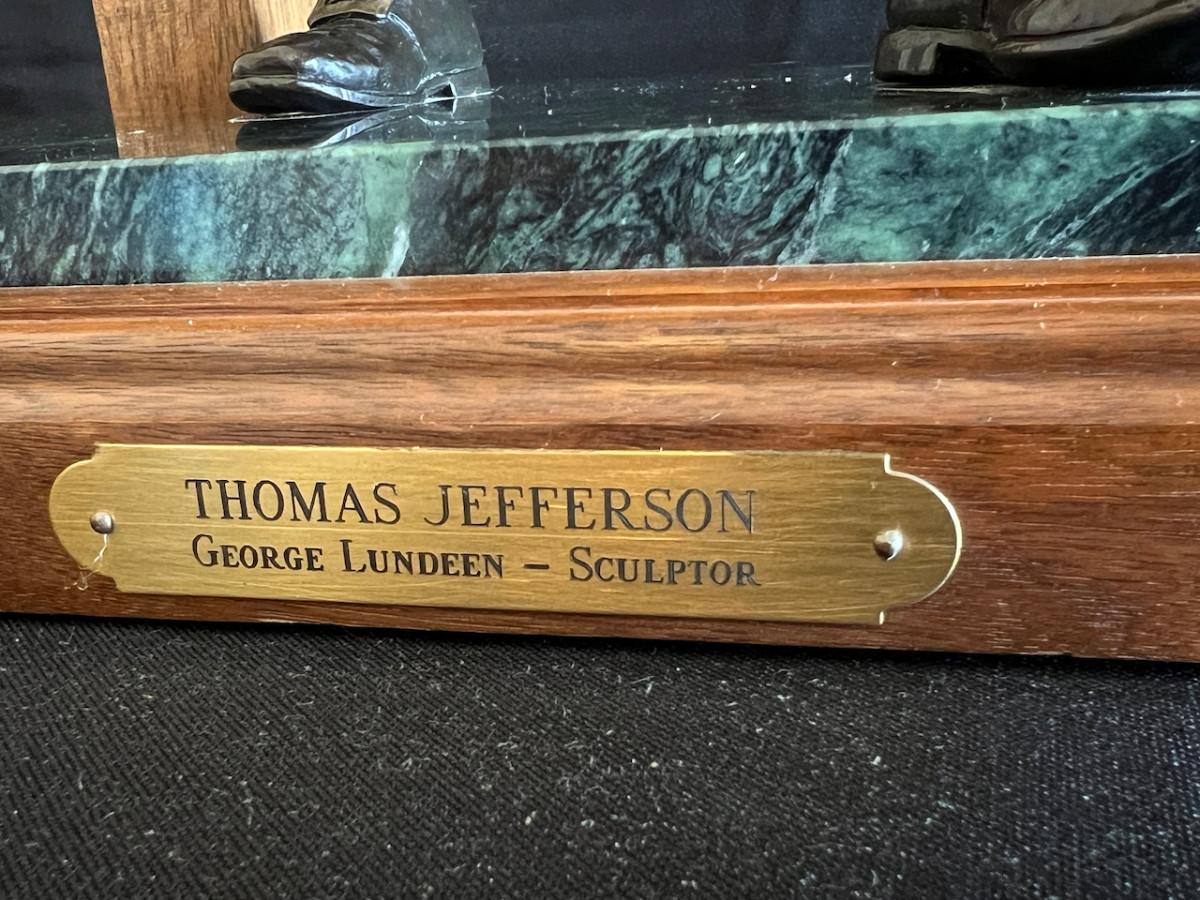 THOMAS JEFFERSON
GEORGE LUNDEEN – SCULPTOR